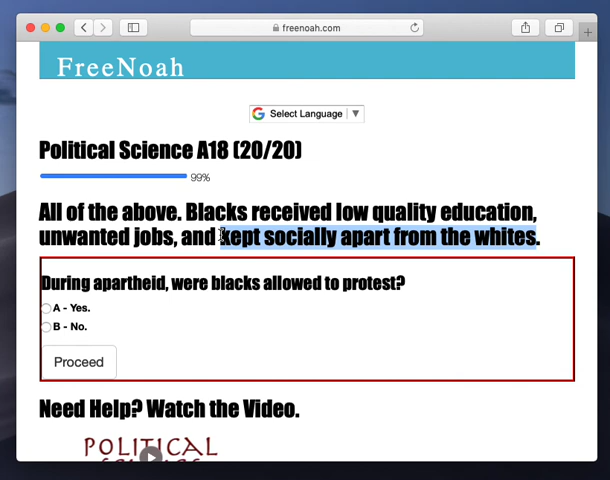 freenoah.com
FreeNoah
Select Language
Political Science A18 (20/20)
99%
All of the above. Blacks received low quality education,
unwanted jobs, and kept socially apart from the whites.
During apartheid, were blacks allowed to protest?
A - Yes.
B - No.
Proceed
Need Help? Watch the Video.
POLITICAL